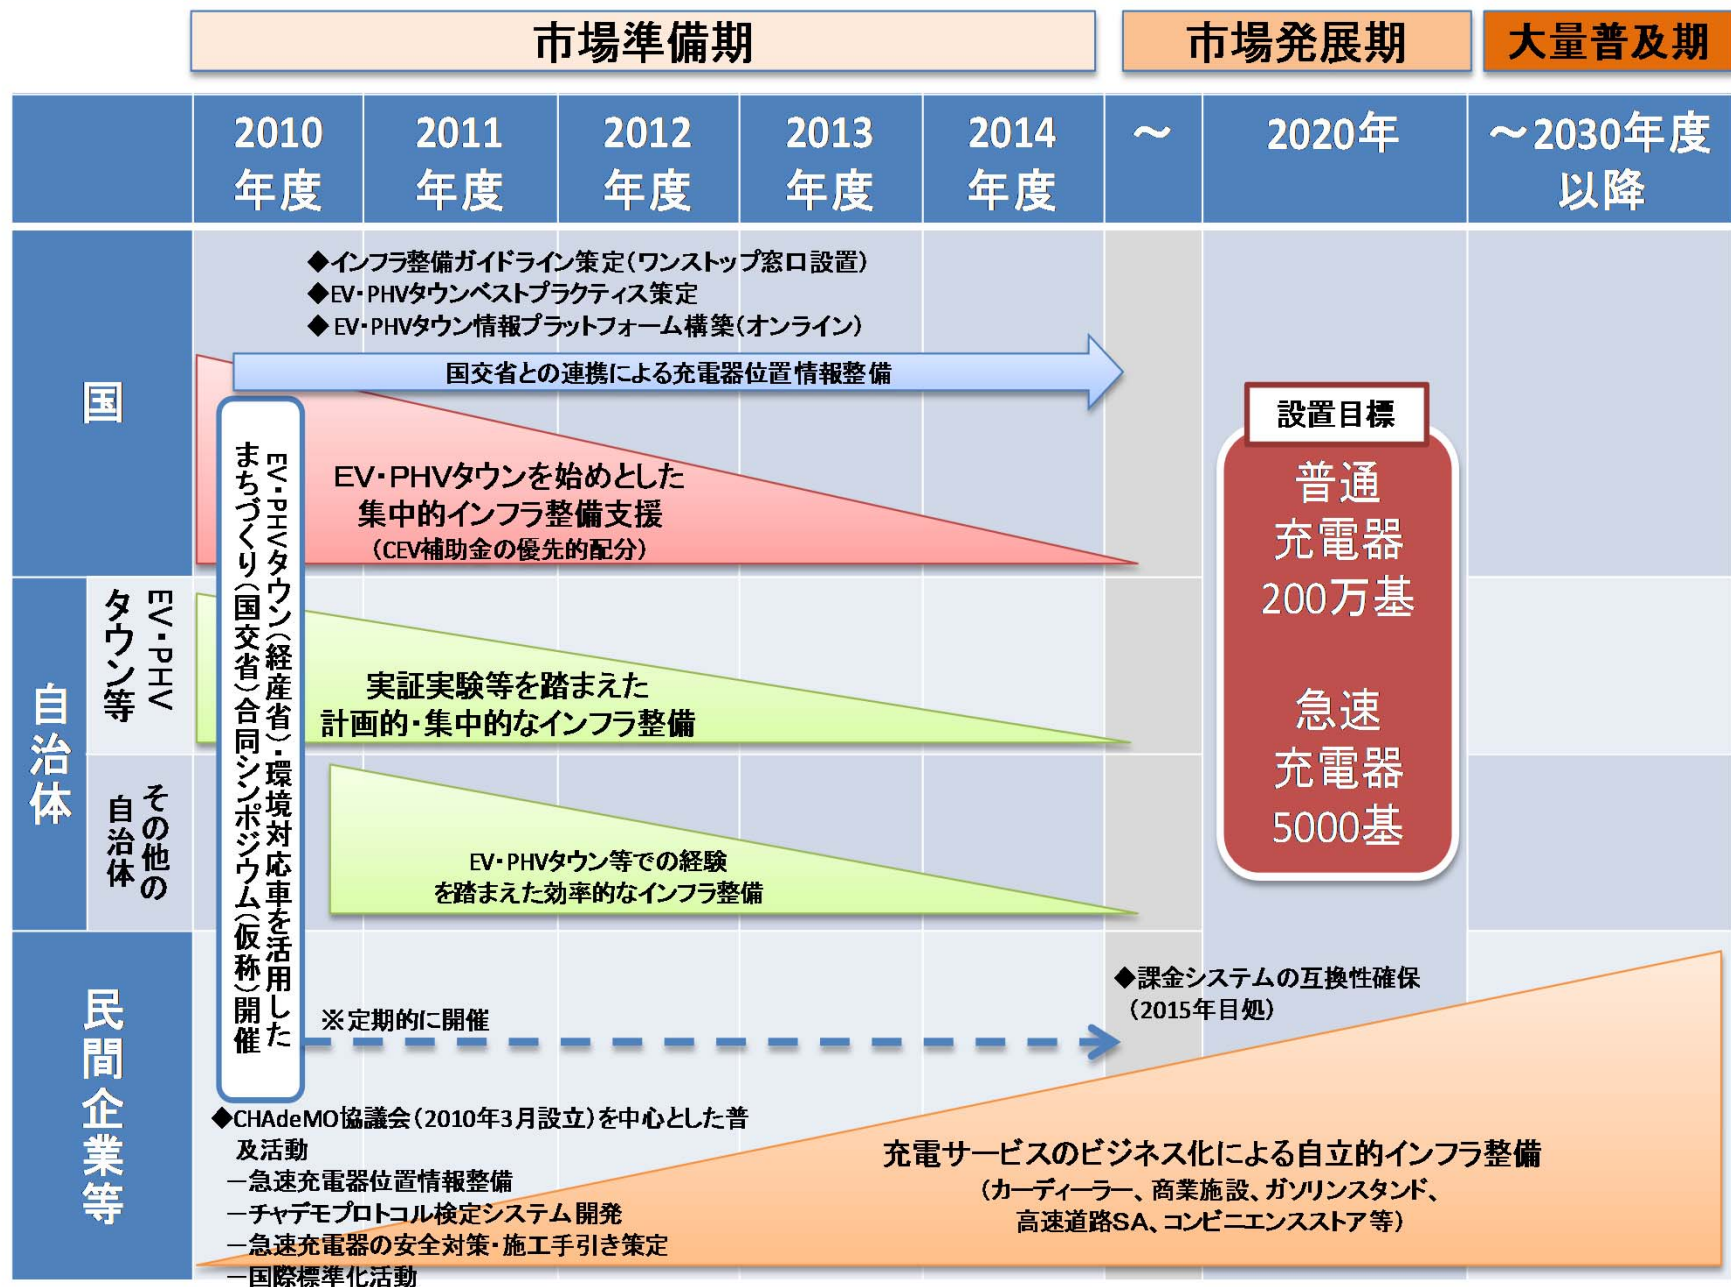 市場準備期
市場発展期
大量普及期
2010
年度
2011
年度
2012
年度
2013
年度
2014
年度
～
2020年
～2030年度
以降
国
◆インフラ整備ガイドライン策定(ワンストップ窓口設置)
◆EV・PHVタウンベストプラクティス策定
◆EV・PHVタウン情報プラットフォーム構築(オンライン)
国交省との連携による充電器位置情報整備
EV・PHVタウンを始めとした
集中的インフラ整備支援
(CEV補助金の優先的配分)
EV・PHVタウン(経産省)・環境対応車を活用した
まちづくり(国交省)合同シンポジウム(仮称)開催
設置目標
普通
充電器
200万基
急速
充電器
5000基
自治体
EV・PHV
タウン等
実証実験等を踏まえた
計画的・集中的なインフラ整備
その他の
自治体
EV・PHVタウン等での経験
を踏まえた効率的なインフラ整備
民間企業等
※定期的に開催
◆課金システムの互換性確保
(2015年目処)
◆CHAdeMO協議会(2010年3月設立)を中心とした普
及活動
－急速充電器位置情報整備
－チャデモプロトコル検定システム開発
－急速充電器の安全対策・施工手引き策定
－国際標準化活動
充電サービスのビジネス化による自立的インフラ整備
(カーディーラー、商業施設、ガソリンスタンド、
高速道路SA、コンビニエンスストア等)